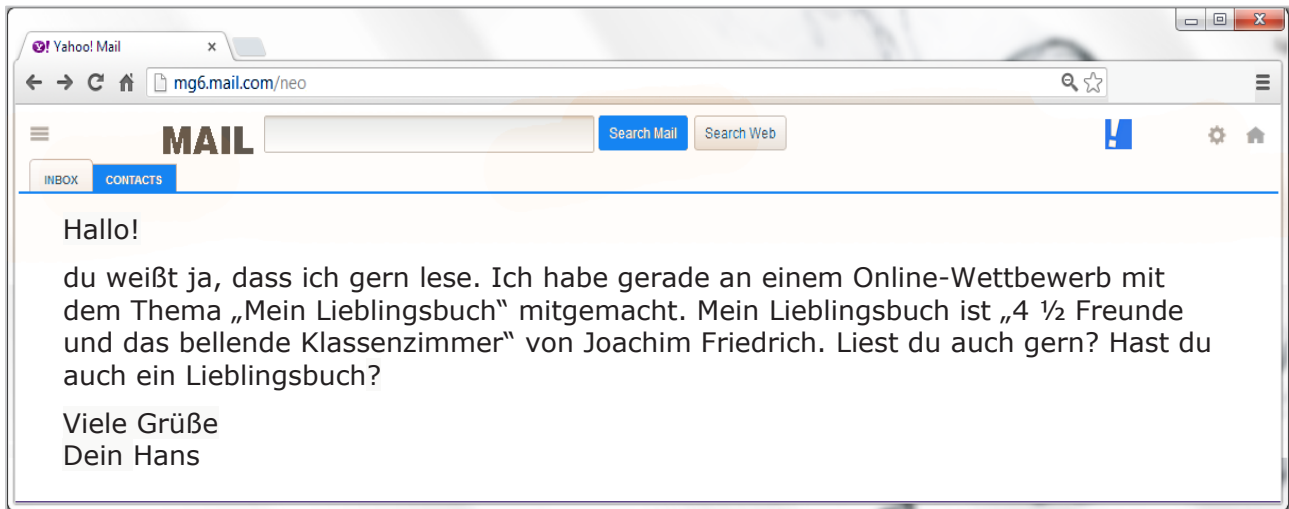 Yahoo! Mail
mg6.mail.com/neo
MAIL Search Mail Search Web
INBOX CONTACTS
Hallo!
du weißt ja, dass ich gern lese. Ich habe gerade an einem Online-Wettbewerb mit
dem Thema „Mein Lieblingsbuch“ mitgemacht. Mein Lieblingsbuch ist „4 ½ Freunde
und das bellende Klassenzimmer“ von Joachim Friedrich. Liest du auch gern? Hast du
auch ein Lieblingsbuch?
Viele Grüße
Dein Hans